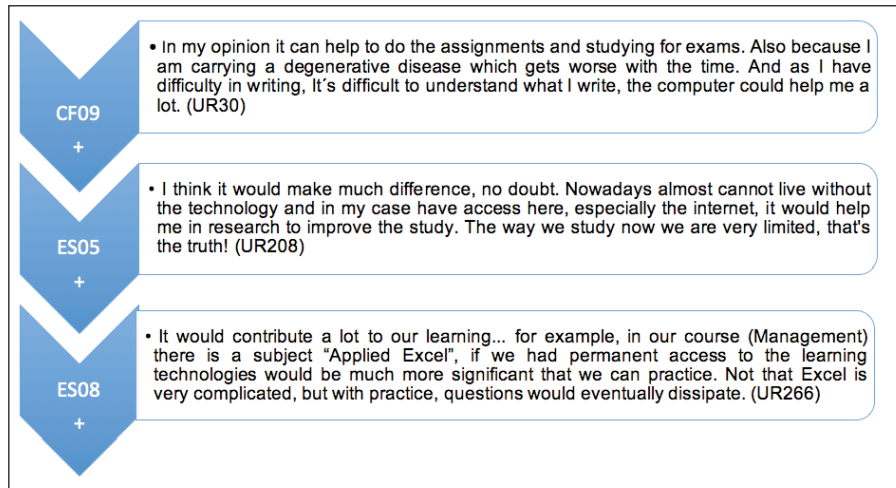 • In my opinion it can help to do the assignments and studying for exams. Also because I
am carrying a degenerative disease which gets worse with the time. And as I have
difficulty in writing, It´s difficult to understand what I write, the computer could help me a
lot. (UR30)
CF09
+
• I think it would make much difference, no doubt. Nowadays almost cannot live without
the technology and in my case have access here, especially the internet, it would help
me in research to improve the study. The way we study now we are very limited, that's
the truth! (UR208)
ES05
+
• It would contribute a lot to our learning... for example, in our course (Management)
there is a subject “Applied Excel”, if we had permanent access to the learning
technologies would be much more significant that we can practice. Not that Excel is
very complicated, but with practice, questions would eventually dissipate. (UR266)
ES08
+